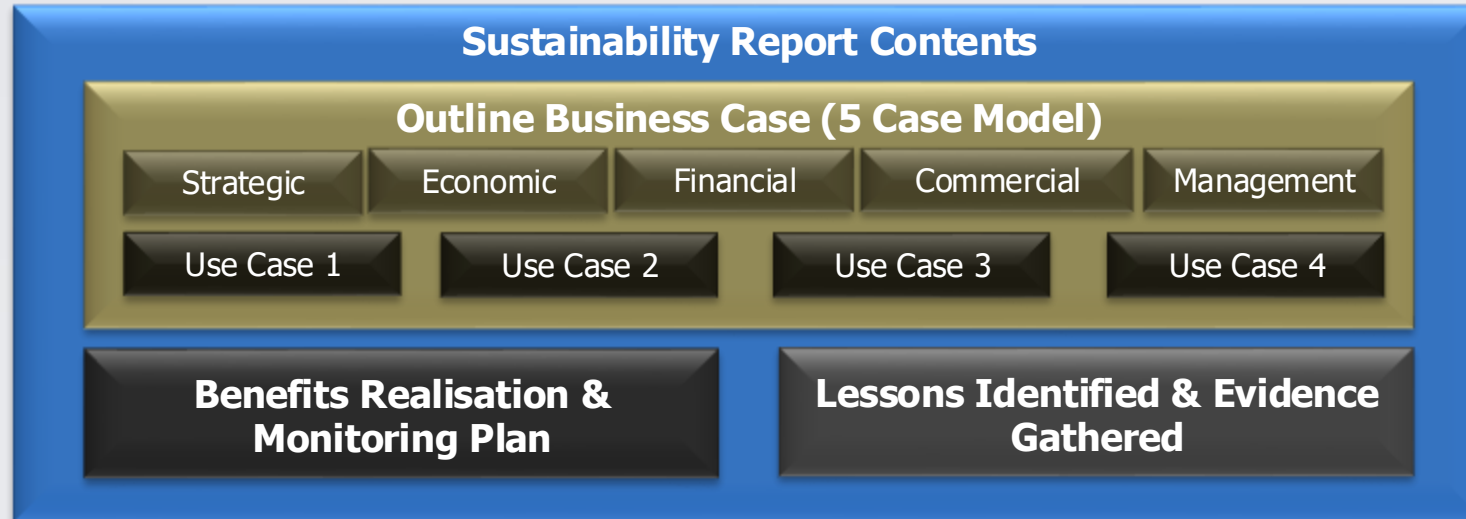 Sustainability Report Contents
Outline Business Case (5 Case Model)
Strategic
Economic
Financial
Commercial
Management
Use Case 1
Use Case 2
Use Case 3
Use Case 4
Benefits Realisation &
Monitoring Plan
Lessons Identified & Evidence
Gathered